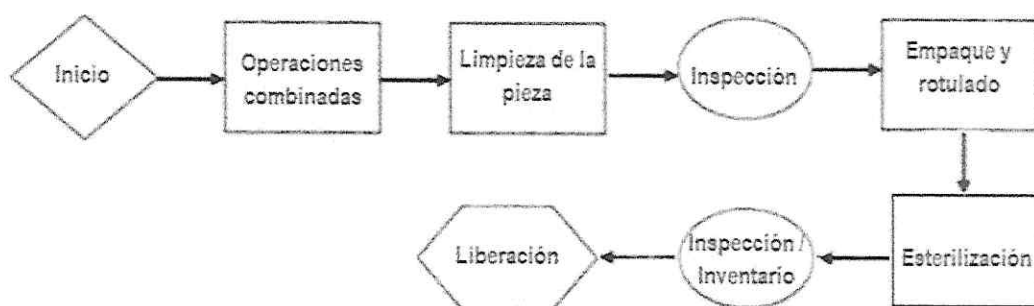 Inicio
Operaciones
combinadas
Limpieza de la
pieza
Inspección
Empaque y
rotulado
Esterilización
Inspección /
Inventario
Liberación